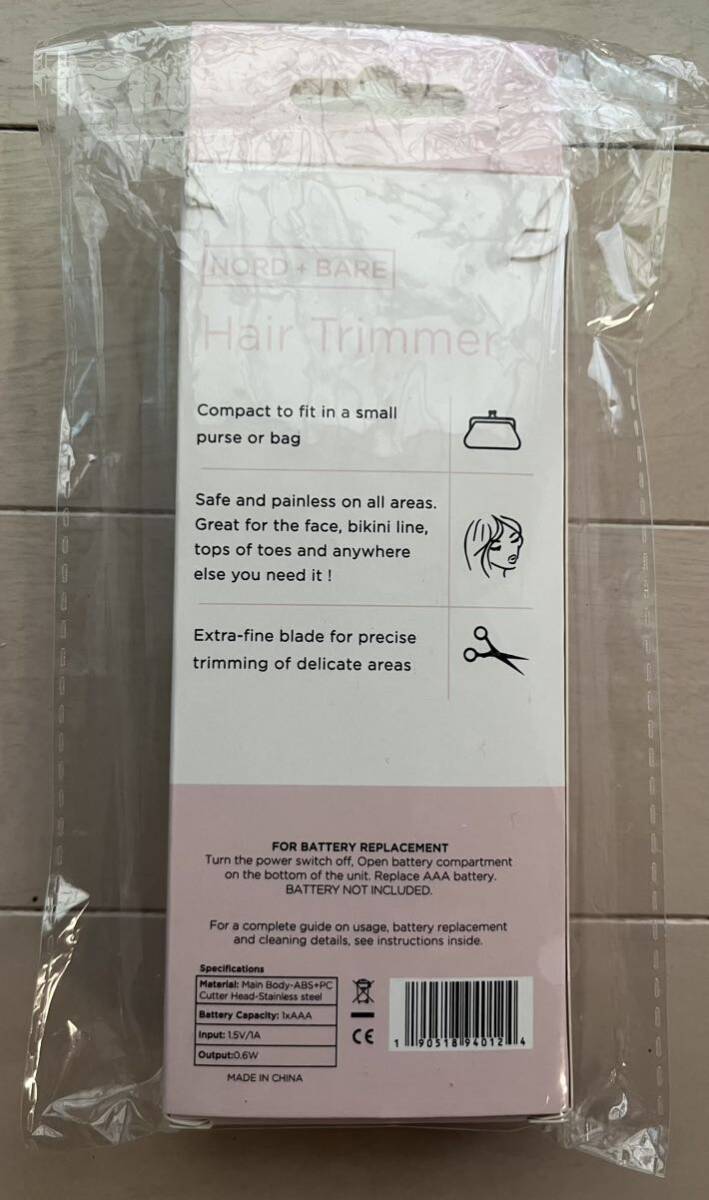 NORD + BARE
Hair Trimmer
Compact to fit in a small
purse or bag
Safe and painless on all areas.
Great for the face, bikini line,
tops of toes and anywhere
else you need it !
Extra-fine blade for precise
trimming of delicate areas
FOR BATTERY REPLACEMENT
Turn the power switch off, Open battery compartment
on the bottom of the unit. Replace AAA battery.
BATTERY NOT INCLUDED.
For a complete guide on usage, battery replacement
and cleaning details, see instructions inside.
Specifications
Material: Main Body-ABS+PC
Cutter Head-Stainless steel
Battery Capacity: 1xAAA
Input: 1.5V/1A
Output:0.6W
MADE IN CHINA
CE
1 90518 94012 4